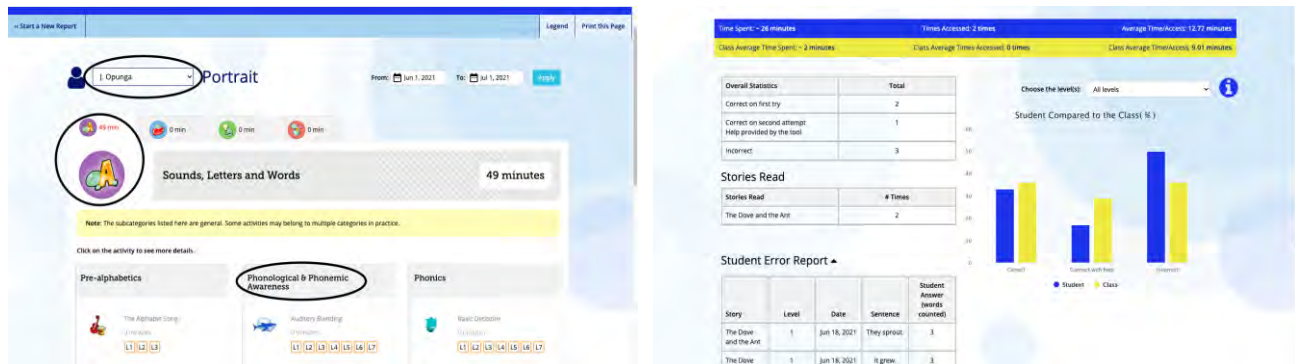 ‹‹ Start a New Report
Legend
Print this Page
J. Opunga
Portrait
From: Jun 1, 2021 To: Jul 1, 2021 Apply
49 min
0 min
0 min
0 min
Sounds, Letters and Words
49 minutes
Note: The subcategories listed here are general. Some activities may belong to multiple categories in practice.
Click on the activity to see more details.
Pre-alphabetics
Phonological & Phonemic
Awareness
Phonics
The Alphabet Song
Auditory Blending
Basic Decoding
L1 L2 L3
L1 L2 L3 L4 L5 L6 L7
L1 L2 L3 L4 L5 L6 L7
Time Spent: ~ 26 minutes
Times Accessed: 2 times
Average Time/Access: 12.77 minutes
Class Average Time Spent: ~ 2 minutes
Class Average Times Accessed: 0 times
Class Average Time/Access: 9.01 minutes
Overall Statistics Total
Correct on first try 2
Correct on second attempt 1
Help provided by the tool
Incorrect 3
Stories Read
Stories Read # Times
The Dove and the Ant 2
Student Error Report
Story Level Date Sentence Student
Answer
(words
counted)
The Dove 1 Jun 18, 2021 They sprout. 3
and the Ant
The Dove 1 Jun 18, 2021 It grew. 3
Choose the level(s): All levels
Student Compared to the Class( % )
Correct
Correct with help
Incorrect
Student Class